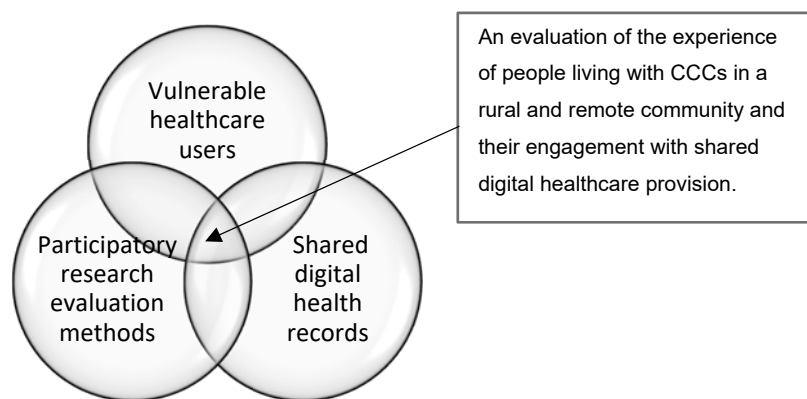 Vulnerable
healthcare
users
Participatory
research
evaluation
methods
Shared
digital
health
records
An evaluation of the experience
of people living with CCCs in a
rural and remote community and
their engagement with shared
digital healthcare provision.